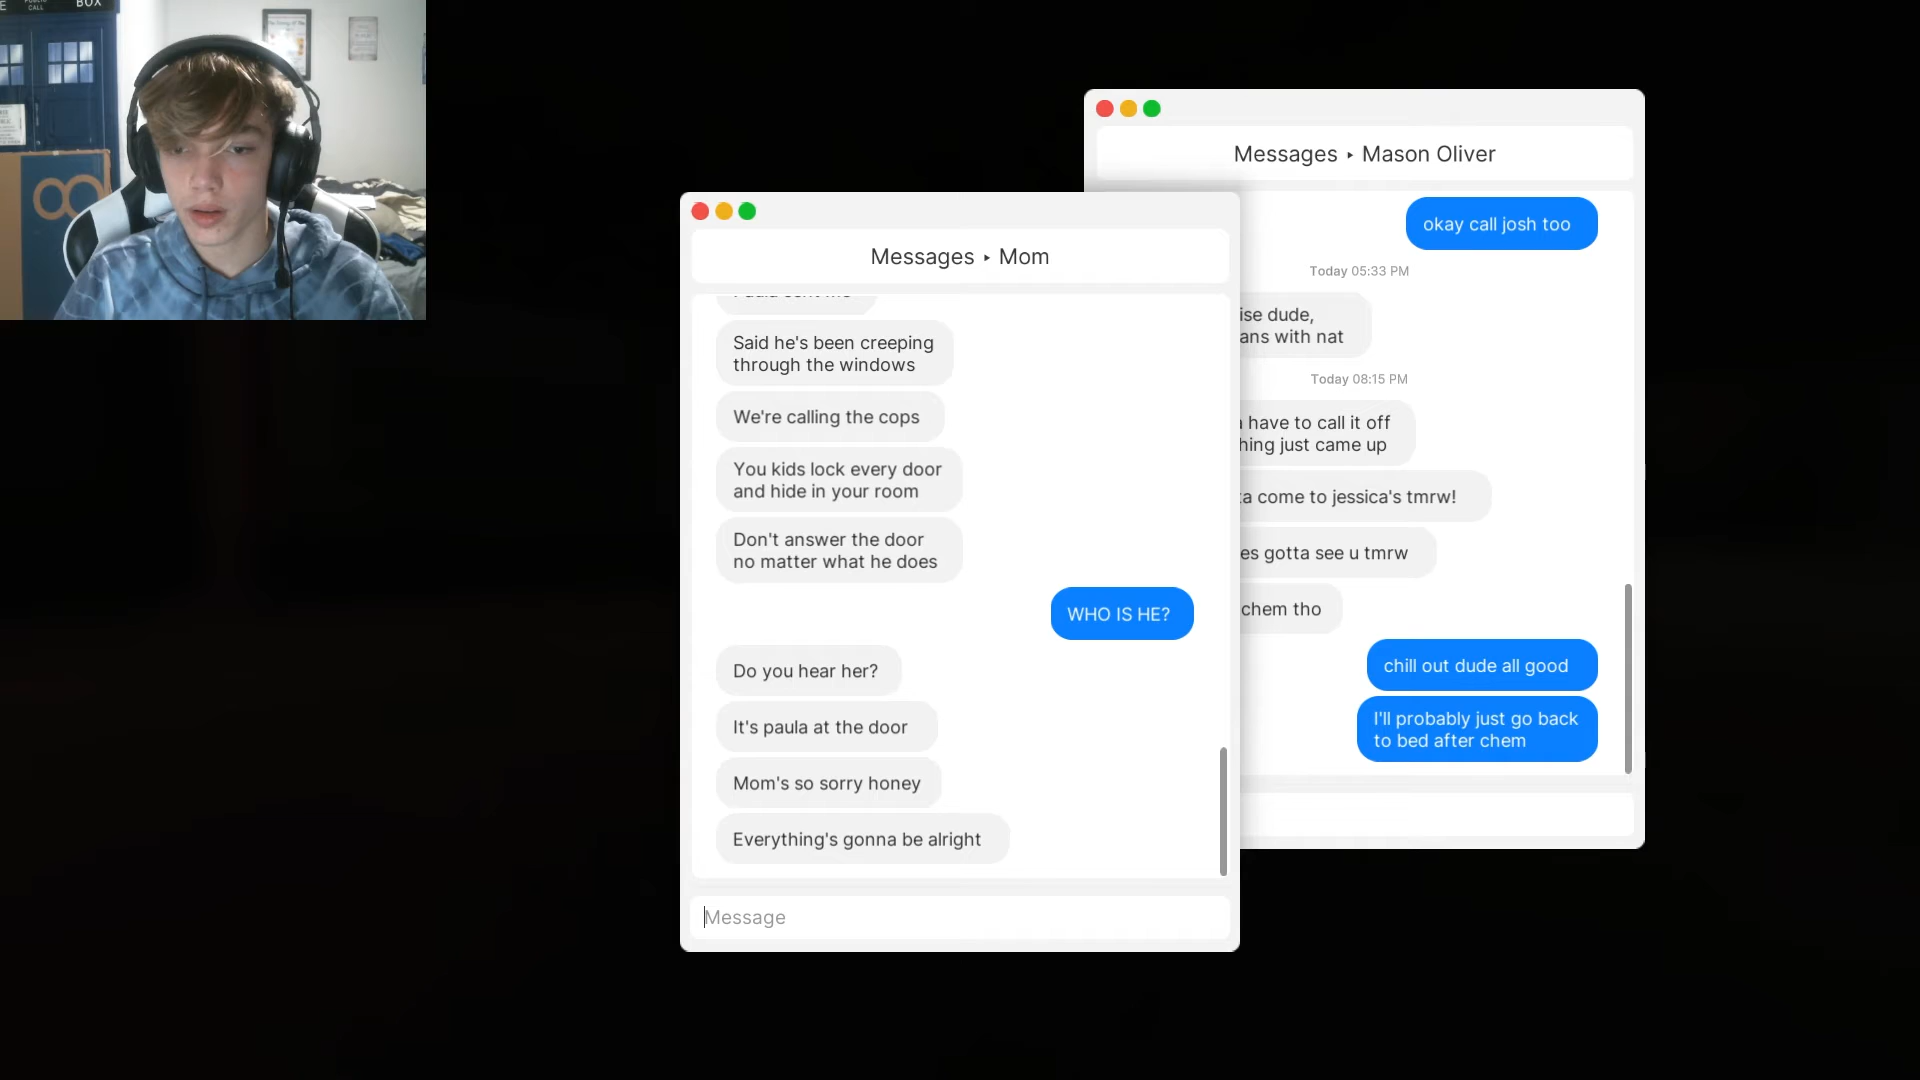 CALL
BOX
Messages ▸ Mom
Said he's been creeping
through the windows
We're calling the cops
You kids lock every door
and hide in your room
Don't answer the door
no matter what he does
WHO IS HE?
Do you hear her?
It's paula at the door
Mom's so sorry honey
Everything's gonna be alright
Message
Messages ▸ Mason Oliver
okay call josh too
Today 05:33 PM
ise dude,
ans with nat
Today 08:15 PM
have to call it off
hing just came up
ta come to jessica's tmrw!
es gotta see u tmrw
chem tho
chill out dude all good
I'll probably just go back
to bed after chem